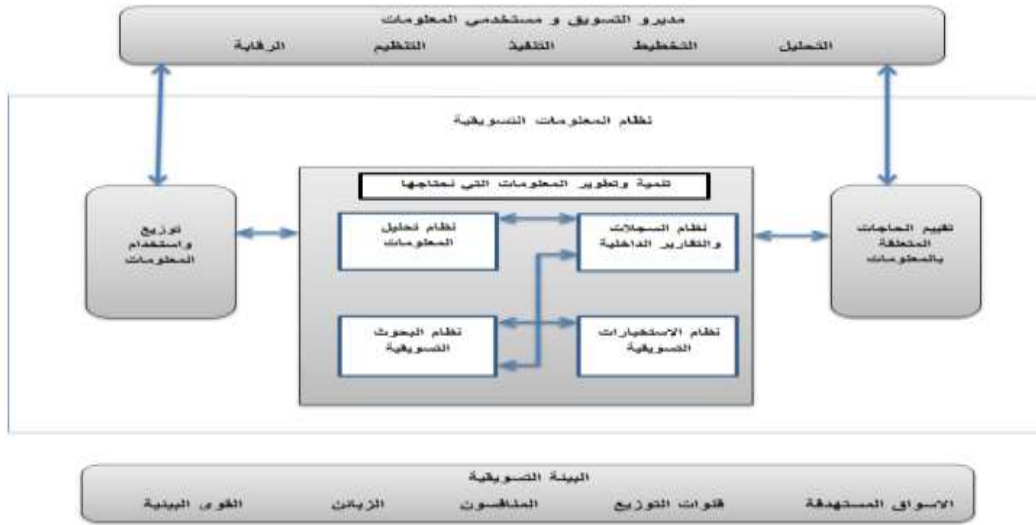 مديرو التسويق و مستخدمي المعلومات
التحليل التخطيط التنفيذ التنظيم الرقابة
نظام المعلومات التسويقية
تنمية وتطوير المعلومات التي نحتاجها
تقييم الحاجات
المتعلقة
بالمعلومات
نظام السجلات
والتقارير الداخلية
نظام تحليل
المعلومات
توزيع
واستخدام
المعلومات
نظام الاستخبارات
التسويقية
نظام البحوث
التسويقية
البيئة التسويقية
الاسواق المستهدفة قنوات التوزيع المنافسون الزبائن القوى البيئية